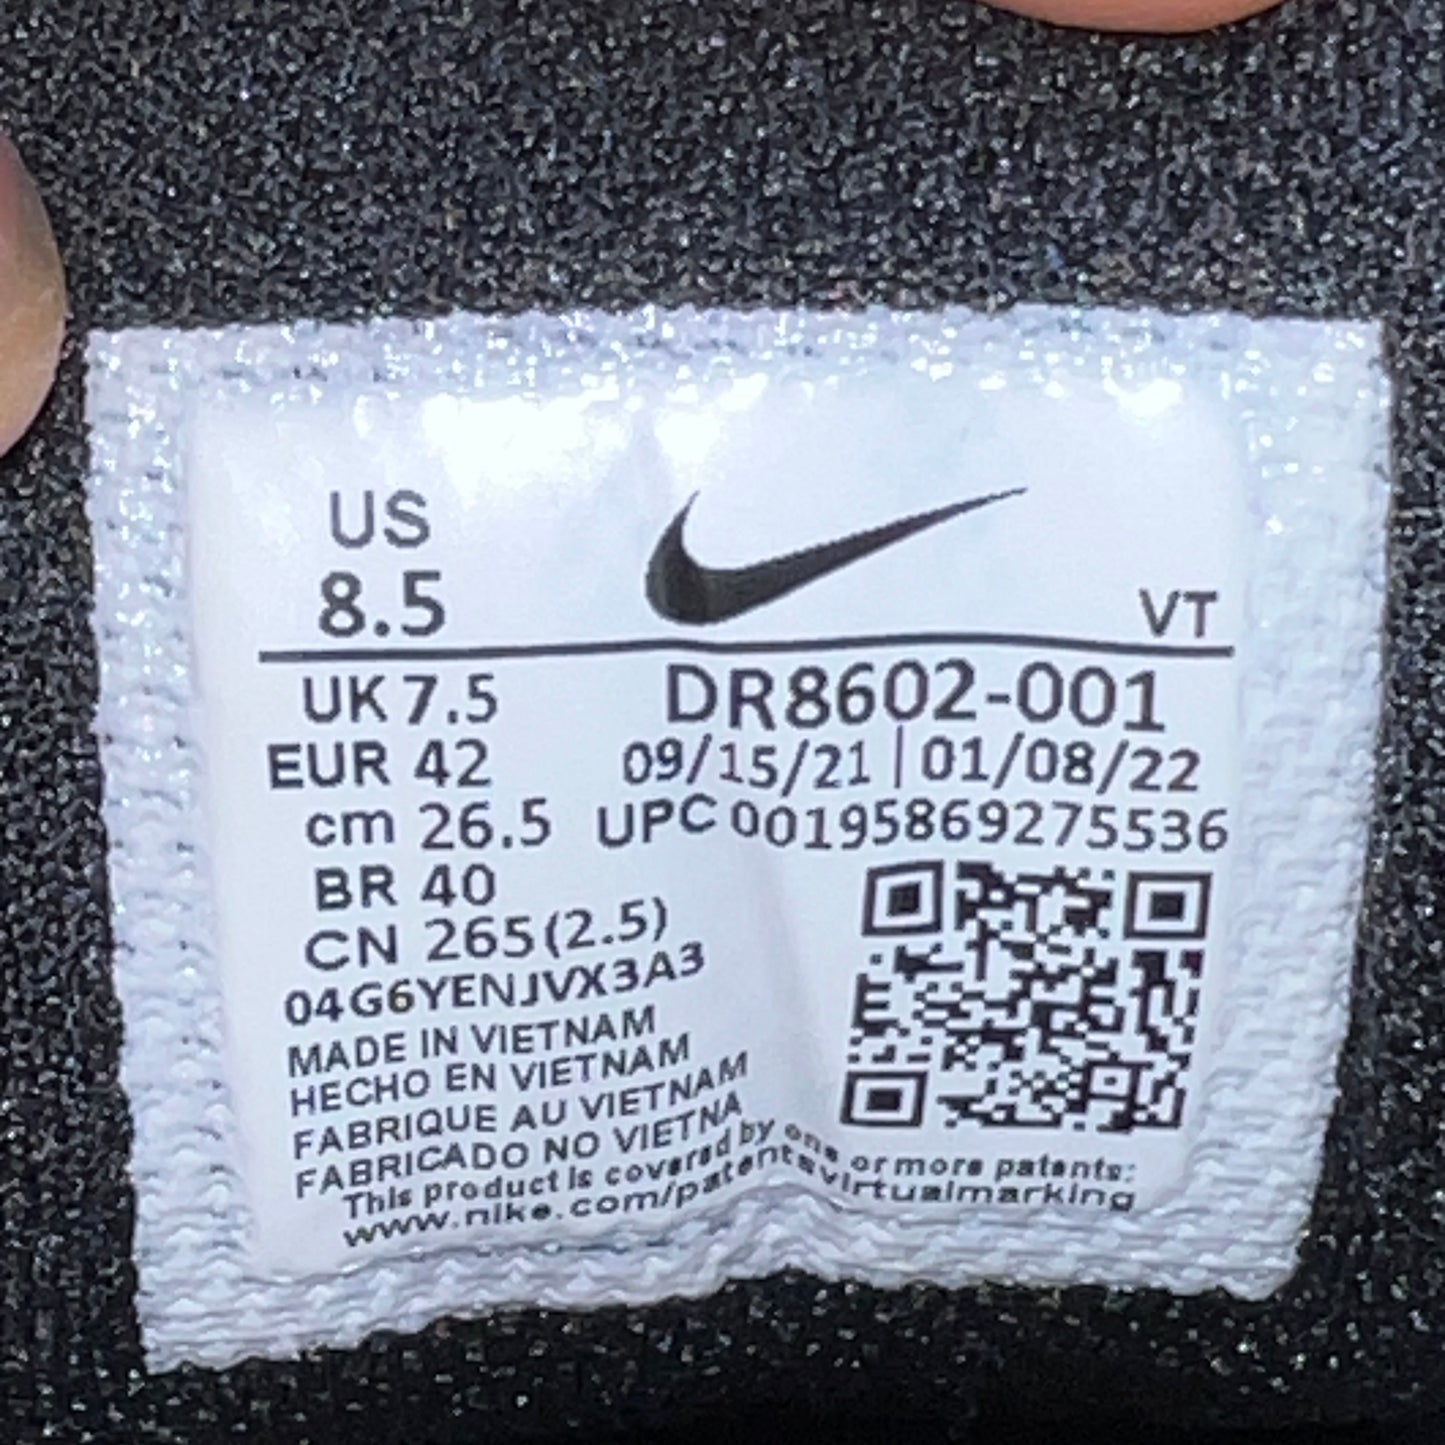 US
8.5
VT
UK 7.5
DR8602-001
EUR 42
09/15/21 | 01/08/22
cm 26.5
UPC 00195869275536
BR 40
CN 265(2.5)
04G6YENJVX3A3
MADE IN VIETNAM
HECHO EN VIETNAM
FABRIQUE AU VIETNAM
FABRICADO NO VIETNA
This product is covered by one or more patents:
www.nike.com/patentsvirtualmarking